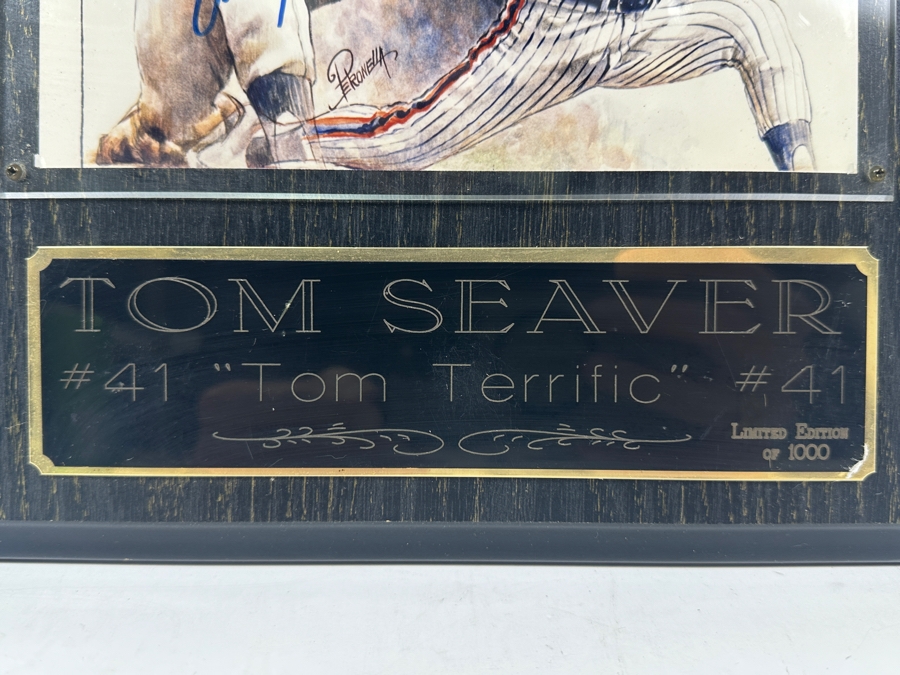 Peronella
TOM SEAVER
#41 "Tom Terrific" #41
Limited Edition
of 1000